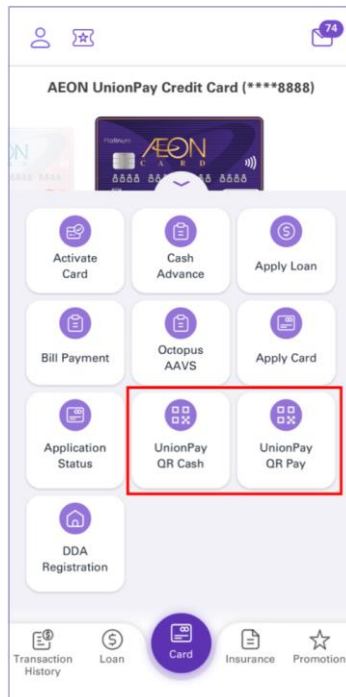 74
AEON UnionPay Credit Card (****8888)
Platinum
AEON
CARD
Activate
Card
Cash
Advance
Apply Loan
Bill Payment
Octopus
AAVS
Apply Card
Application
Status
UnionPay
QR Cash
UnionPay
QR Pay
DDA
Registration
Transaction
History
Loan
Card
Insurance
Promotion